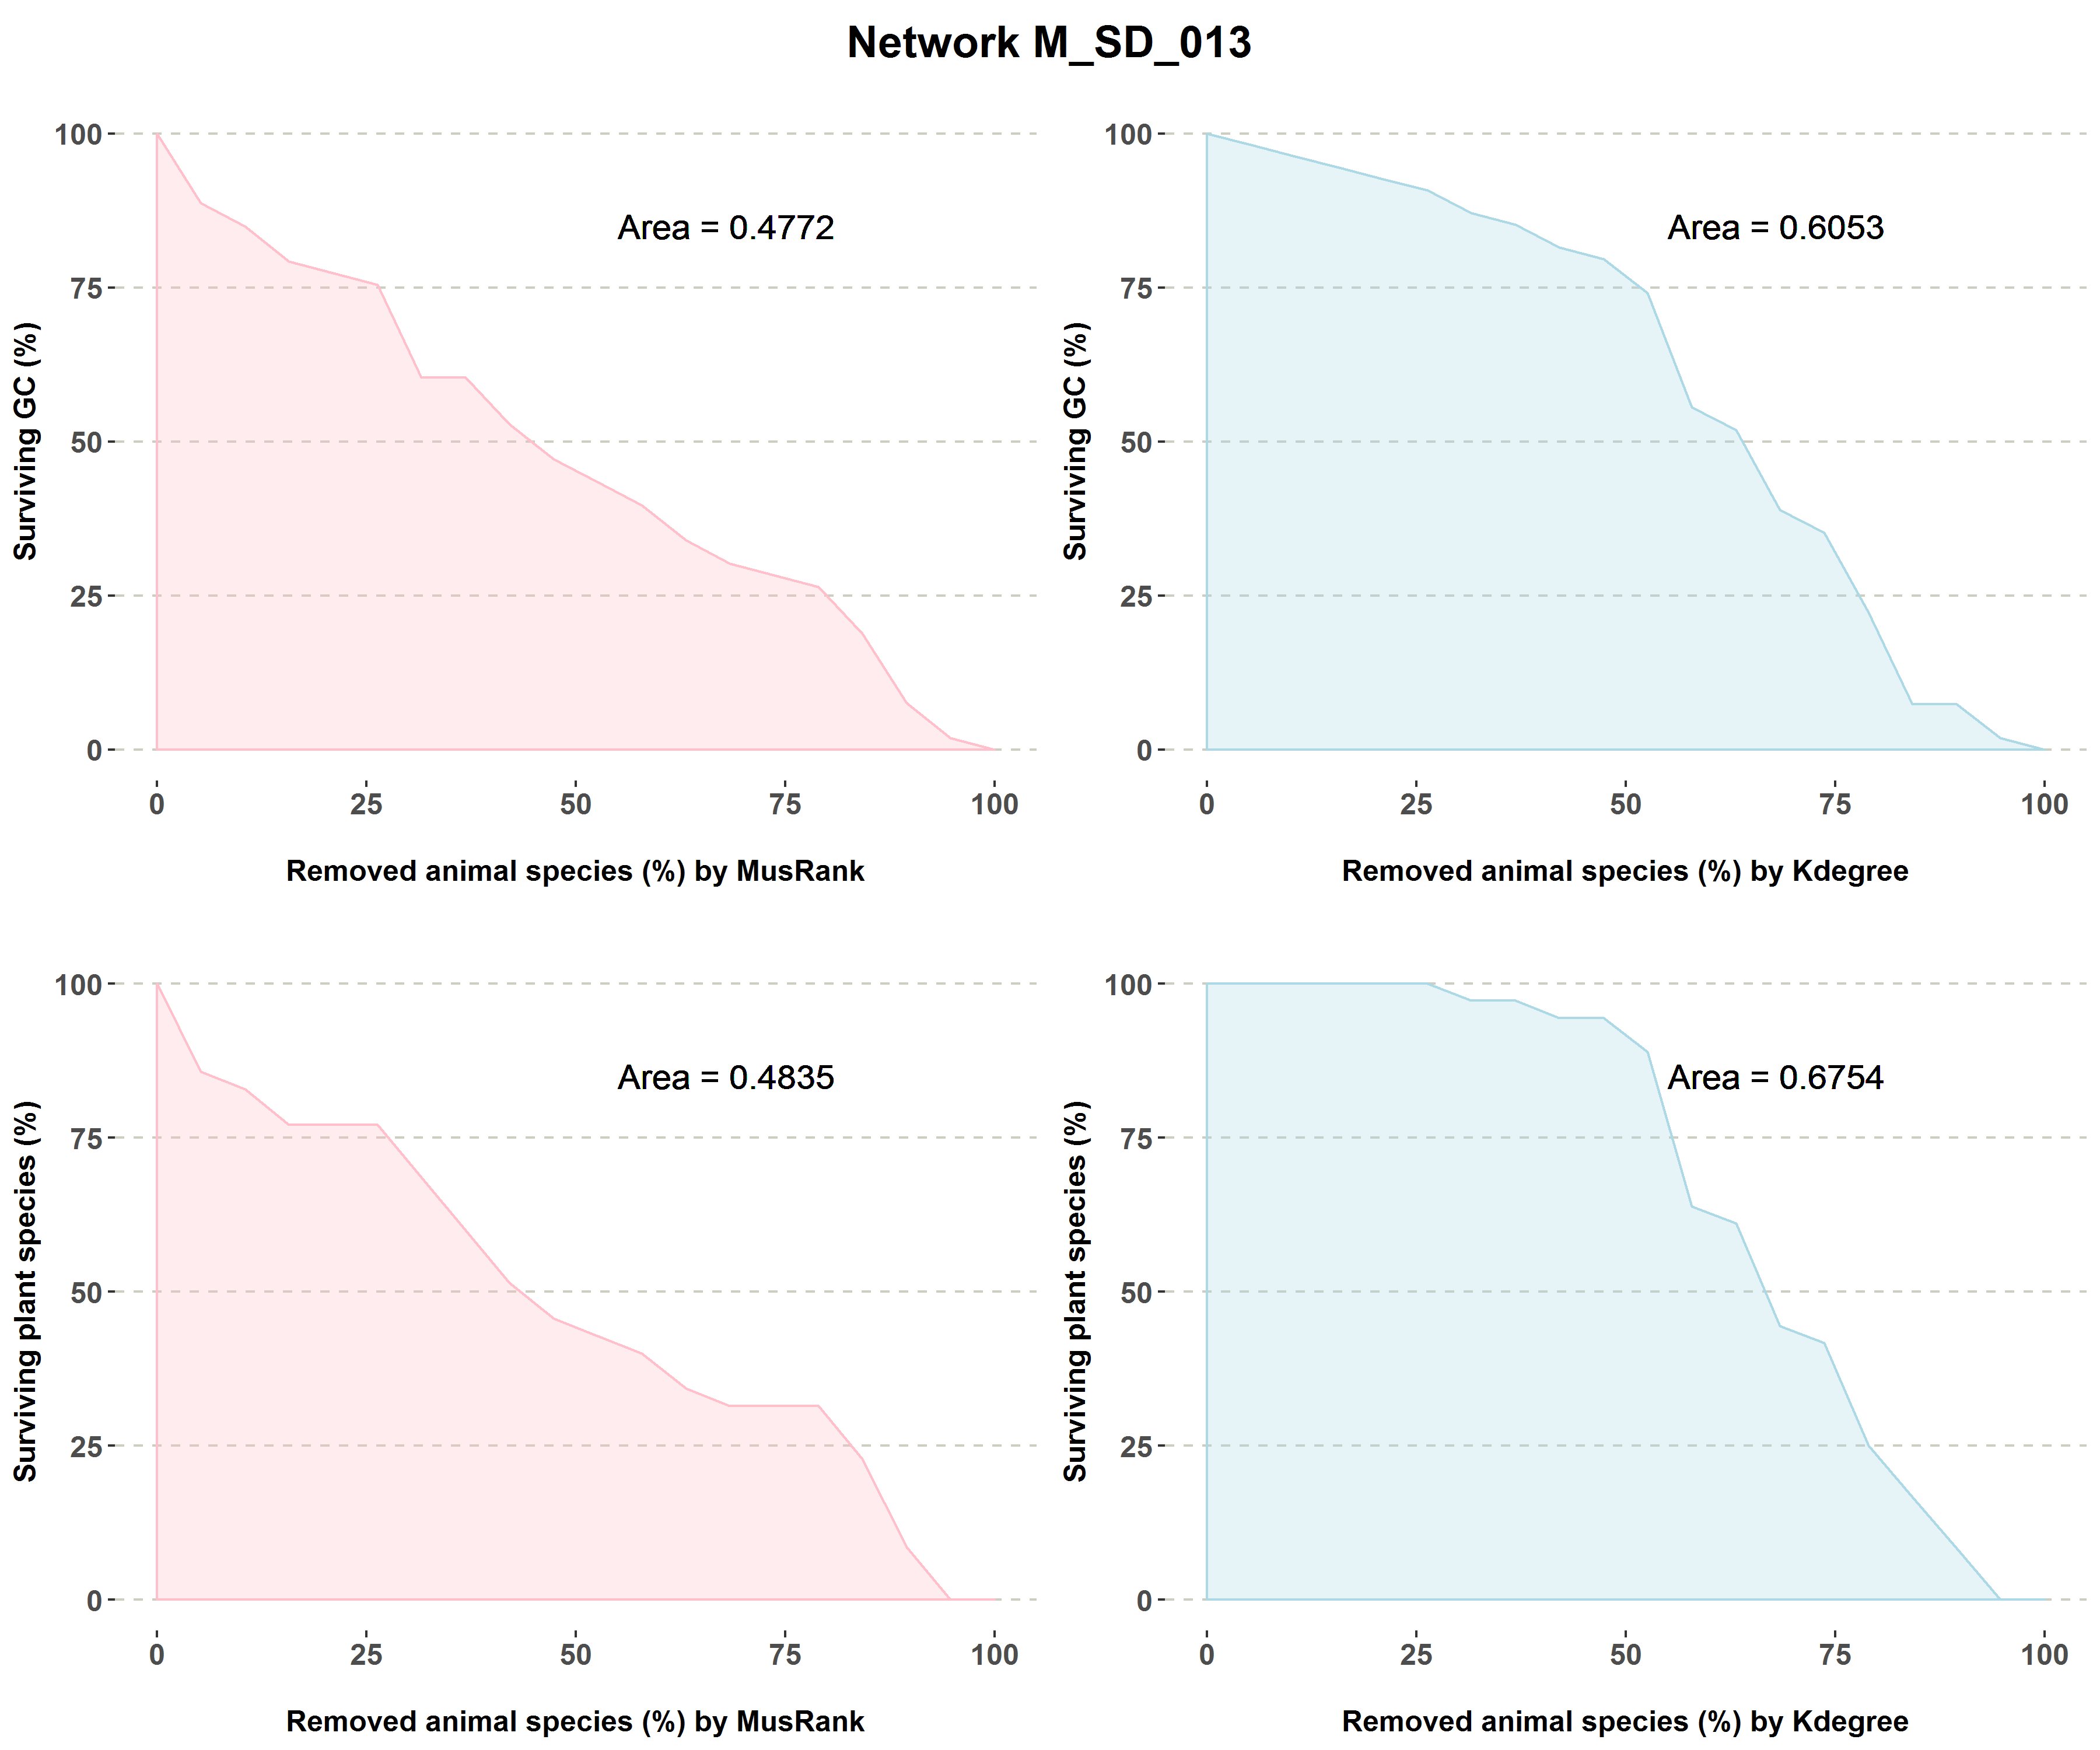 Network M_SD_013
100
75
50
25
0
Surviving GC (%)
Area = 0.4772
0 25 50 75 100
Removed animal species (%) by MusRank
100
75
50
25
0
Surviving GC (%)
Area = 0.6053
0 25 50 75 100
Removed animal species (%) by Kdegree
100
75
50
25
0
Surviving plant species (%)
Area = 0.4835
0 25 50 75 100
Removed animal species (%) by MusRank
100
75
50
25
0
Surviving plant species (%)
Area = 0.6754
0 25 50 75 100
Removed animal species (%) by Kdegree